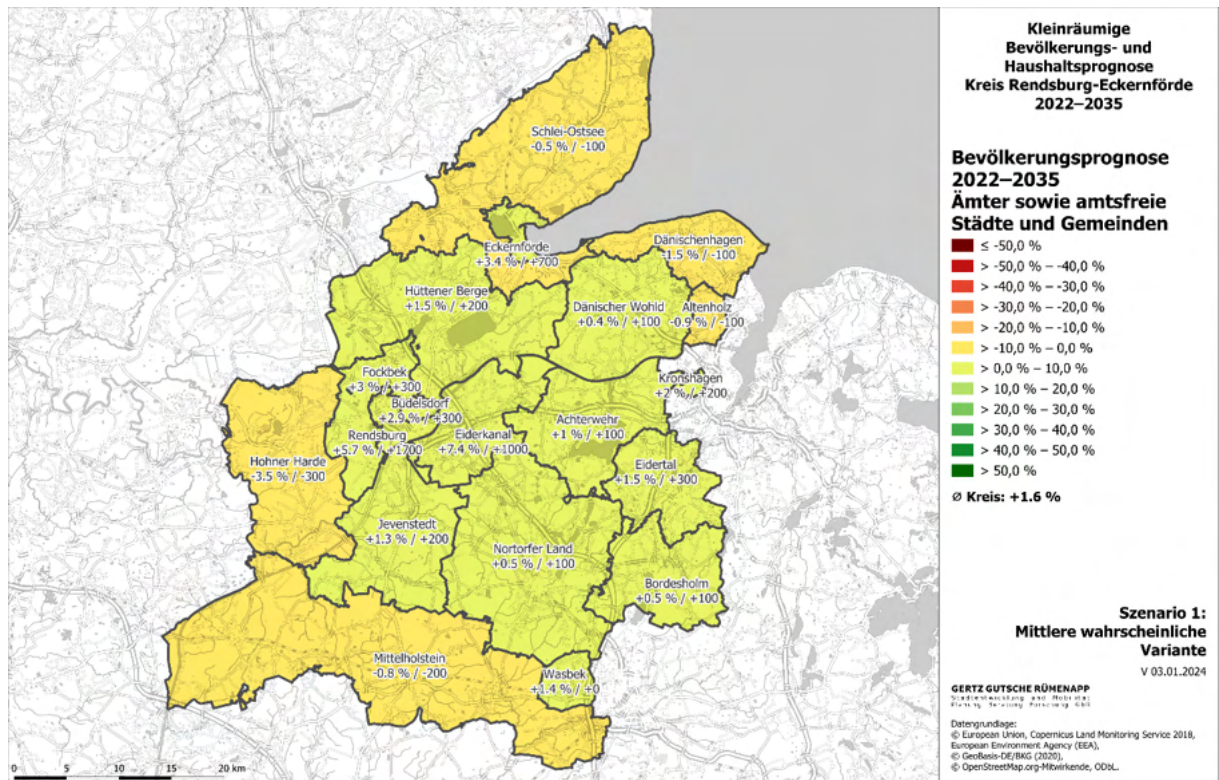 Schlei-Ostsee
-0.5 % / -100
Eckernförde
+3.4 % / +700
Dänischenhagen
-1.5 % / -100
Hüttener Berge
+1.5 % / +200
Dänischer Wohld
+0.4 % / +100
Altenholz
-0.9 % / -100
Fockbek
+3 % / +300
Kronshagen
+2 % / +200
Büdelsdorf
+2.9 % / +300
Rendsburg
+5.7 % / +1700
Eiderkanal
+7.4 % / +1000
Achterwehr
+1 % / +100
Hohner Harde
-3.5 % / -300
Eidertal
+1.5 % / +300
Jevenstedt
+1.3 % / +200
Nortorfer Land
+0.5 % / +100
Bordesholm
+0.5 % / +100
Mittelholstein
-0.8 % / -200
Wasbek
+1.4 % / +0
0 5 10 15 20 km
Kleinräumige
Bevölkerungs- und
Haushaltsprognose
Kreis Rendsburg-Eckernförde
2022–2035
Bevölkerungsprognose
2022–2035
Ämter sowie amtsfreie
Städte und Gemeinden
≤ -50,0 %
> -50,0 % – -40,0 %
> -40,0 % – -30,0 %
> -30,0 % – -20,0 %
> -20,0 % – -10,0 %
> -10,0 % – 0,0 %
> 0,0 % – 10,0 %
> 10,0 % – 20,0 %
> 20,0 % – 30,0 %
> 30,0 % – 40,0 %
> 40,0 % – 50,0 %
> 50,0 %
Ø Kreis: +1.6 %
Szenario 1:
Mittlere wahrscheinliche
Variante
V 03.01.2024
GERTZ GUTSCHE RÜMENAPP
Stadtentwicklung und Mobilität
Planung Beratung Forschung GbR
Datengrundlage:
© European Union, Copernicus Land Monitoring Service 2018,
European Environment Agency (EEA),
© GeoBasis-DE/BKG (2020),
© OpenStreetMap.org-Mitwirkende, ODbL.